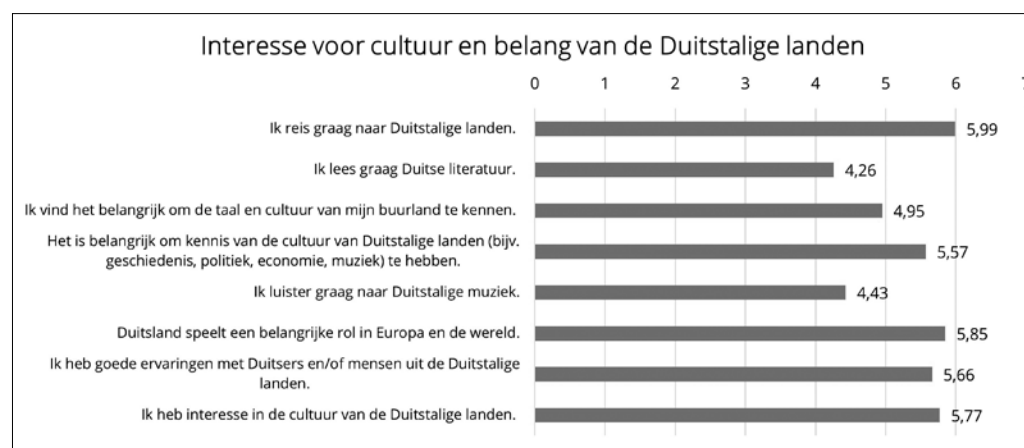 Interesse voor cultuur en belang van de Duitstalige landen
0 1 2 3 4 5 6 7
Ik reis graag naar Duitstalige landen. 5,99
Ik lees graag Duitse literatuur. 4,26
Ik vind het belangrijk om de taal en cultuur van mijn buurland te kennen. 4,95
Het is belangrijk om kennis van de cultuur van Duitstalige landen (bijv.
geschiedenis, politiek, economie, muziek) te hebben. 5,57
Ik luister graag naar Duitstalige muziek. 4,43
Duitsland speelt een belangrijke rol in Europa en de wereld. 5,85
Ik heb goede ervaringen met Duitsers en/of mensen uit de Duitstalige
landen. 5,66
Ik heb interesse in de cultuur van de Duitstalige landen. 5,77